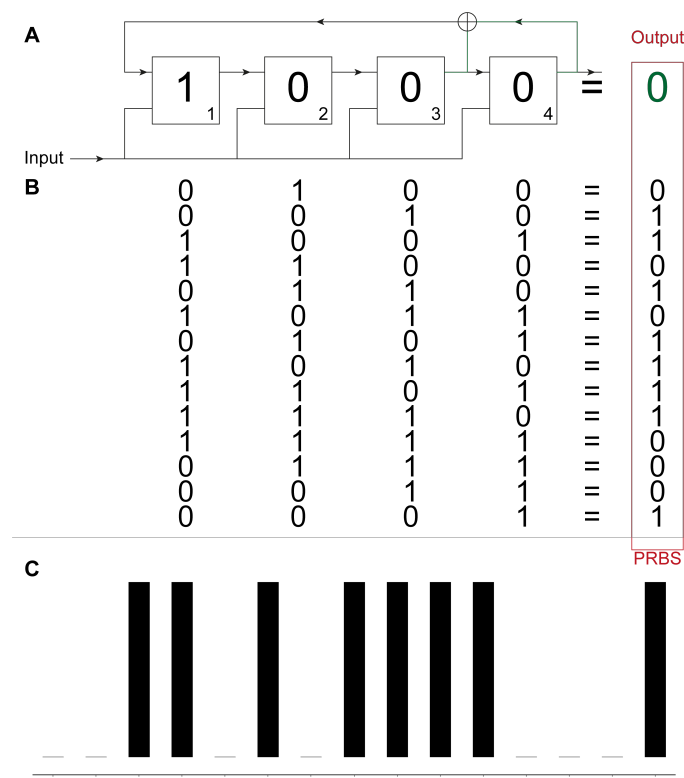 A
Output
1 0 0 0 = 0
1 2 3 4
Input
B
0 1 0 0 = 0
0 0 1 0 = 1
1 0 0 1 = 1
1 1 0 0 = 0
0 1 1 0 = 1
1 0 1 1 = 0
0 1 0 1 = 1
1 0 1 0 = 1
1 1 0 1 = 1
1 1 1 0 = 1
1 1 1 1 = 0
0 1 1 1 = 0
0 0 1 1 = 0
0 0 0 1 = 1
PRBS
C